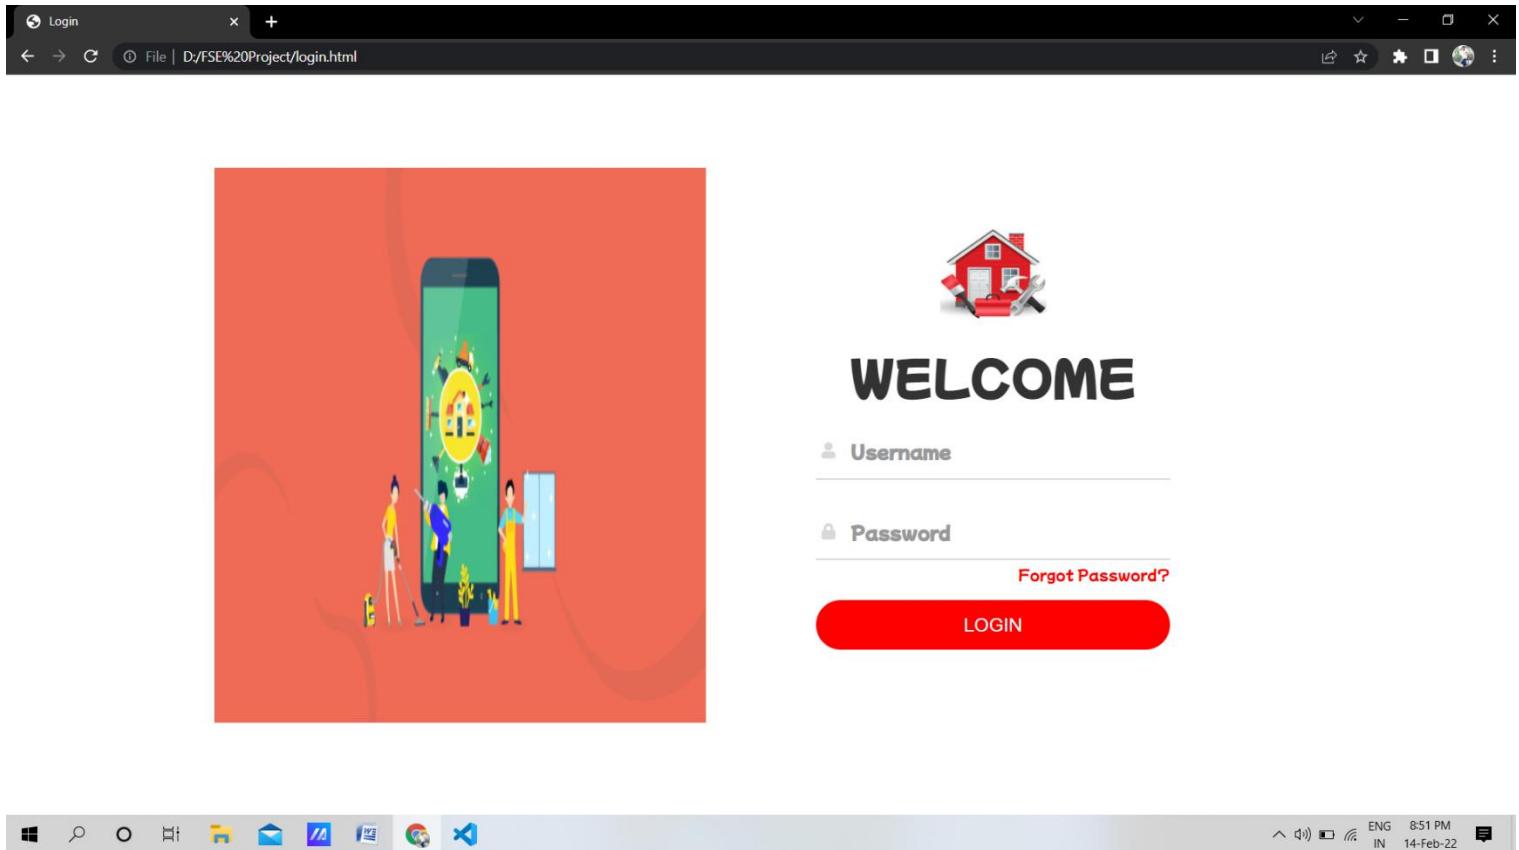 Login
File | D:/FSE%20Project/login.html
WELCOME
Username
Password
Forgot Password?
LOGIN
ENG 8:51 PM
IN 14-Feb-22